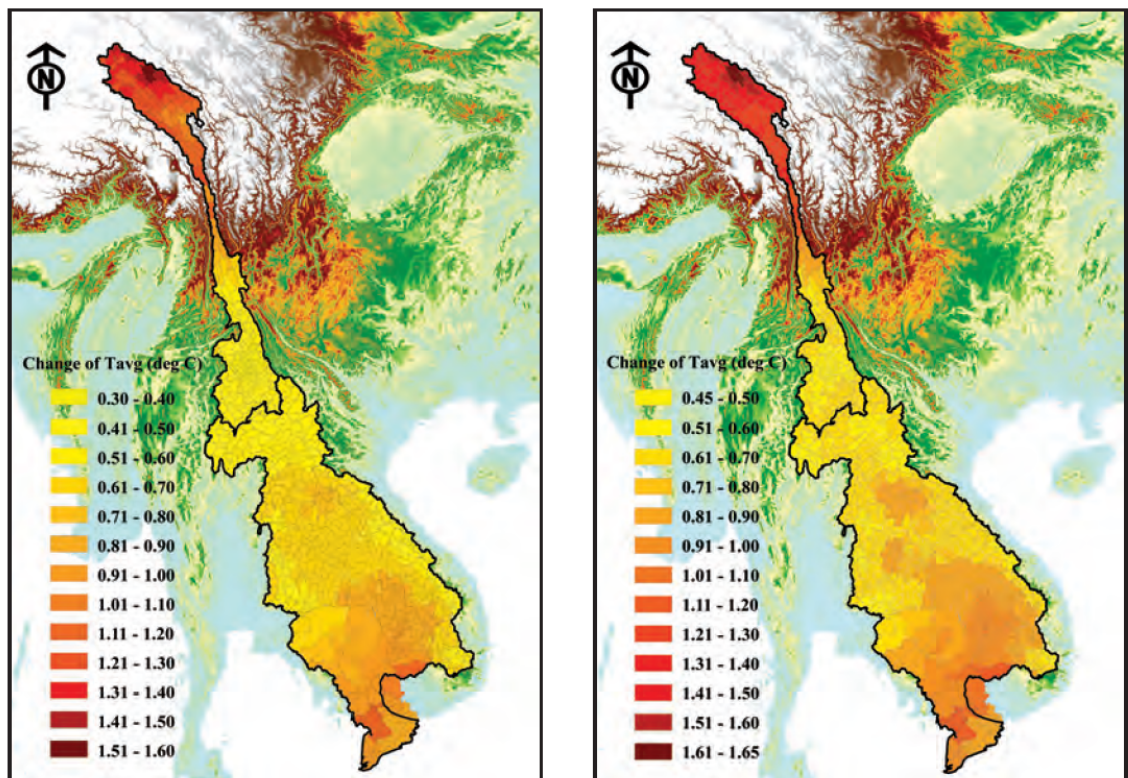 N
Change of Tavg (deg C)
0.30 - 0.40
0.41 - 0.50
0.51 - 0.60
0.61 - 0.70
0.71 - 0.80
0.81 - 0.90
0.91 - 1.00
1.01 - 1.10
1.11 - 1.20
1.21 - 1.30
1.31 - 1.40
1.41 - 1.50
1.51 - 1.60
N
Change of Tavg (deg C)
0.45 - 0.50
0.51 - 0.60
0.61 - 0.70
0.71 - 0.80
0.81 - 0.90
0.91 - 1.00
1.01 - 1.10
1.11 - 1.20
1.21 - 1.30
1.31 - 1.40
1.41 - 1.50
1.51 - 1.60
1.61 - 1.65